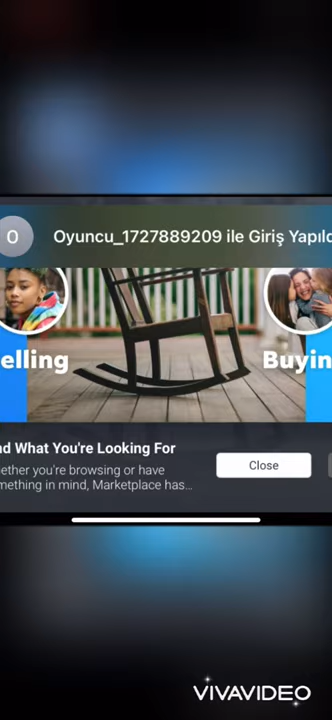 O
Oyuncu_1727889209 ile Giriş Yapıld
elling
Buyin
nd What You're Looking For
ether you're browsing or have
mething in mind, Marketplace has...
Close
VIVAVIDEO